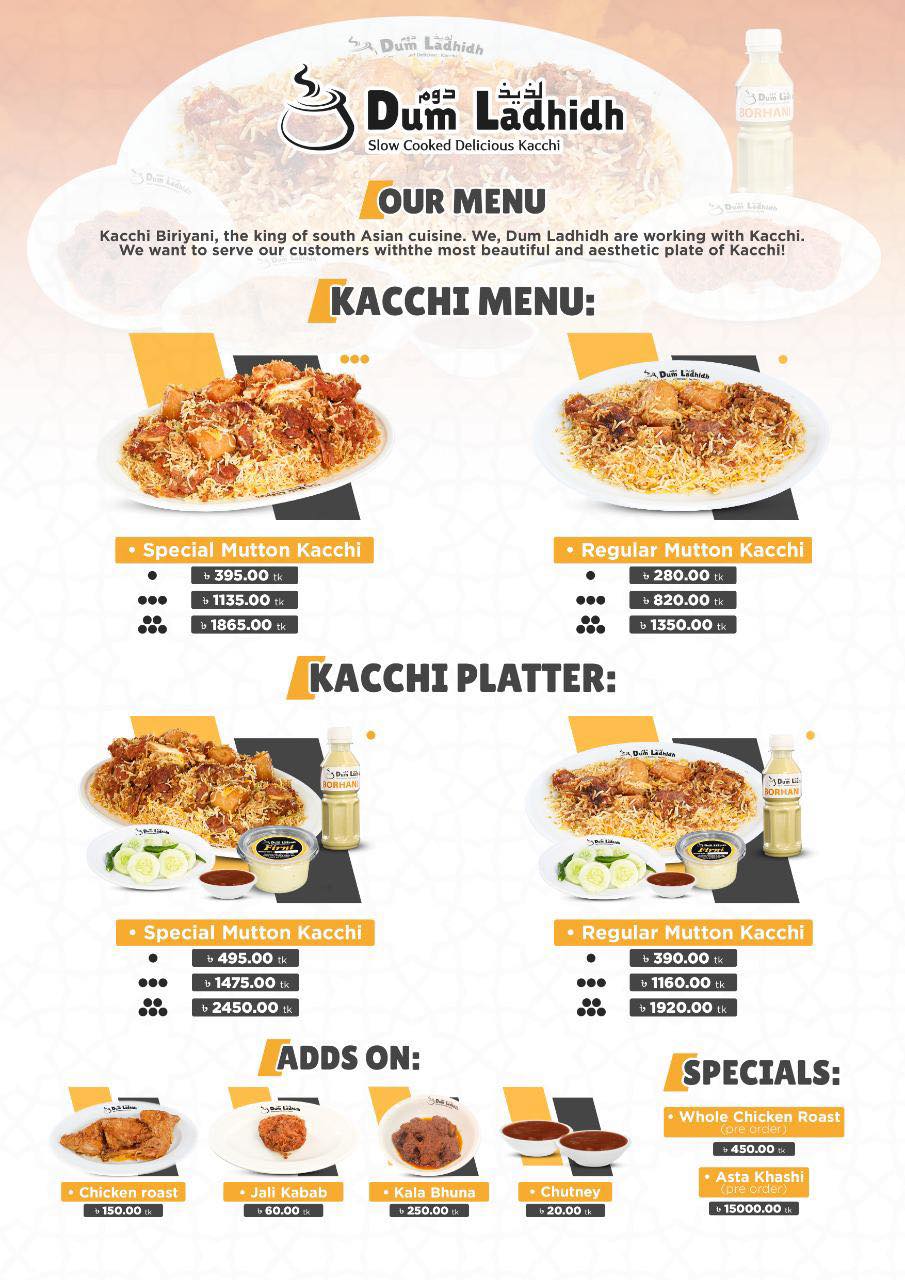 دوم لذيذ
Dum Ladhidh
Slow Cooked Delicious Kacchi
OUR MENU
Kacchi Biriyani, the king of south Asian cuisine. We, Dum Ladhidh are working with Kacchi.
We want to serve our customers withthe most beautiful and aesthetic plate of Kacchi!
KACCHI MENU:
• Special Mutton Kacchi
৳ 395.00 tk
৳ 1135.00 tk
৳ 1865.00 tk
• Regular Mutton Kacchi
৳ 280.00 tk
৳ 820.00 tk
৳ 1350.00 tk
KACCHI PLATTER:
• Special Mutton Kacchi
৳ 495.00 tk
৳ 1475.00 tk
৳ 2450.00 tk
• Regular Mutton Kacchi
৳ 390.00 tk
৳ 1160.00 tk
৳ 1920.00 tk
ADDS ON:
• Chicken roast
৳ 150.00 tk
• Jali Kabab
৳ 60.00 tk
• Kala Bhuna
৳ 250.00 tk
• Chutney
৳ 20.00 tk
SPECIALS:
• Whole Chicken Roast
(pre order)
৳ 450.00 tk
• Asta Khashi
(pre order)
৳ 15000.00 tk